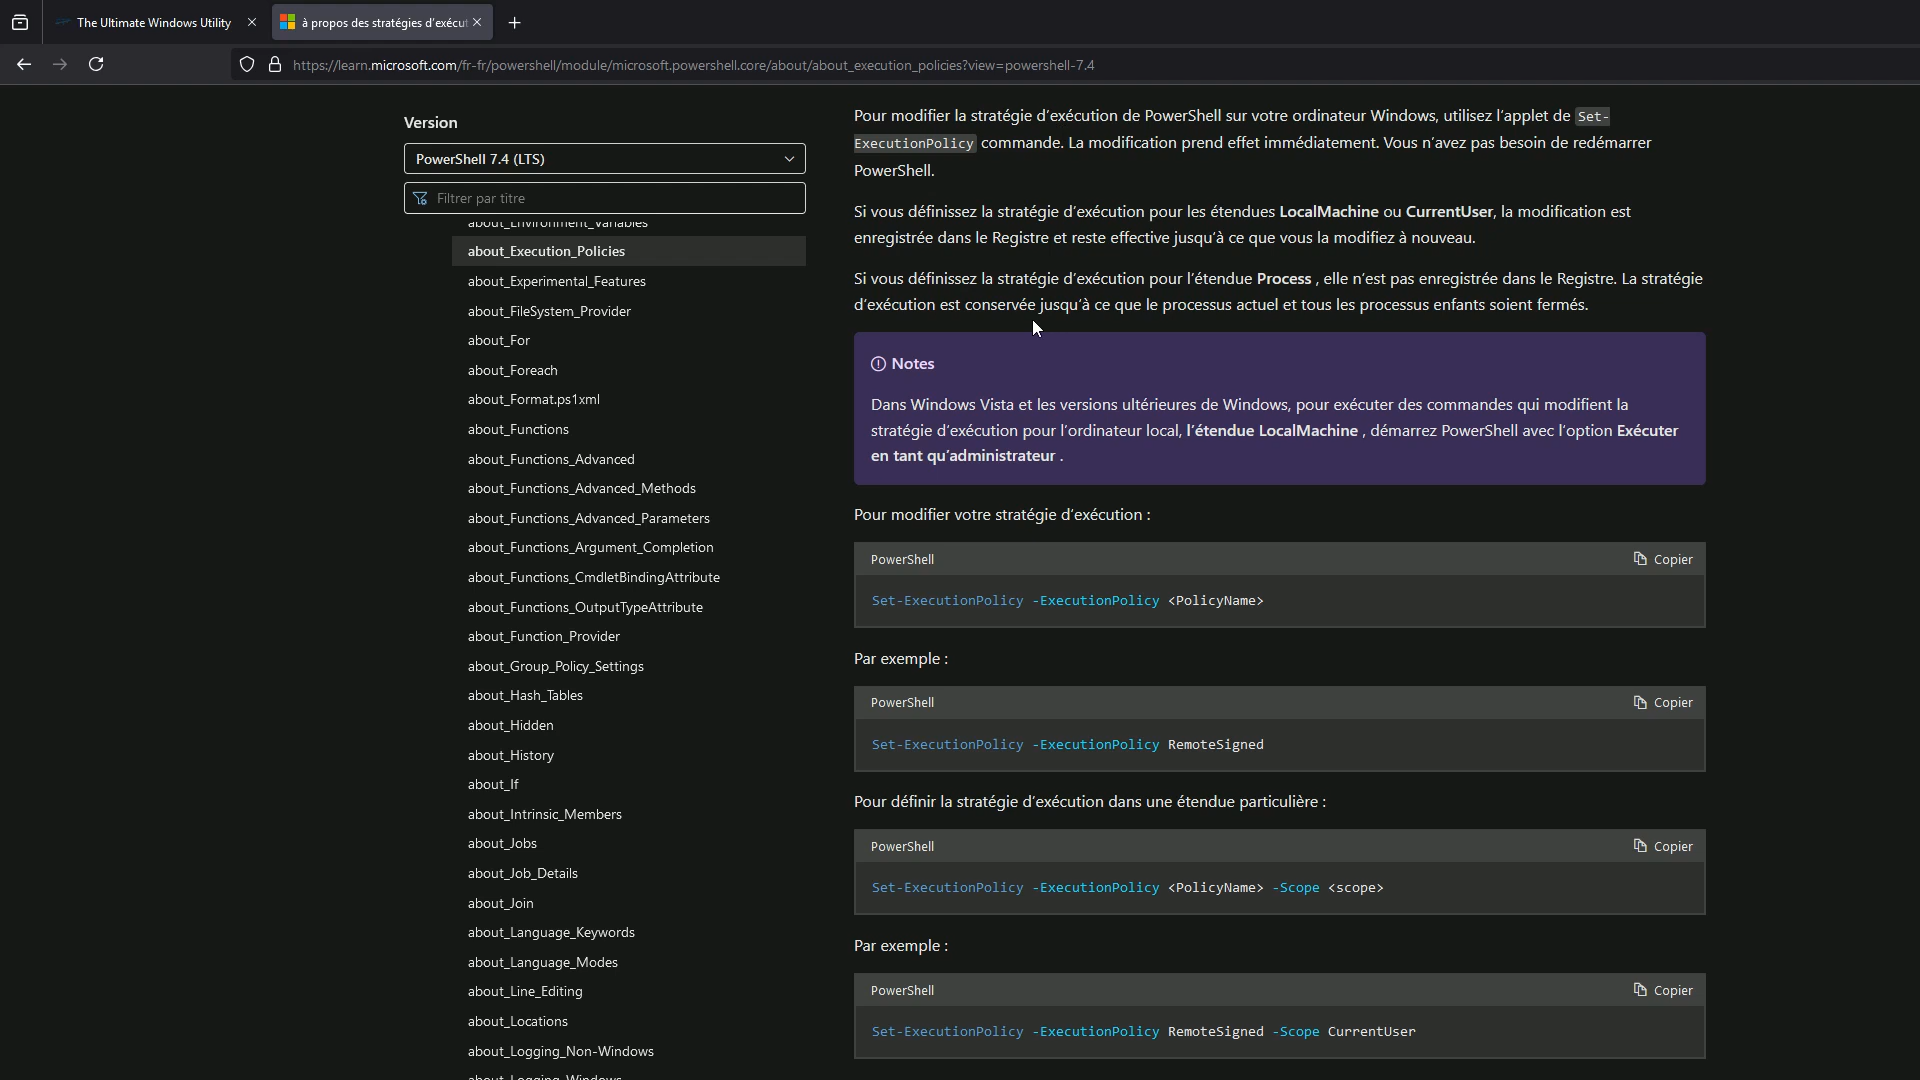 The Ultimate Windows Utility
à propos des stratégies d'exécut
https://learn.microsoft.com/fr-fr/powershell/module/microsoft.powershell.core/about/about_execution_policies?view=powershell-7.4
Version
PowerShell 7.4 (LTS)
Filtrer par titre
about_Environment_Variables
about_Execution_Policies
about_Experimental_Features
about_FileSystem_Provider
about_For
about_Foreach
about_Format.ps1xml
about_Functions
about_Functions_Advanced
about_Functions_Advanced_Methods
about_Functions_Advanced_Parameters
about_Functions_Argument_Completion
about_Functions_CmdletBindingAttribute
about_Functions_OutputTypeAttribute
about_Function_Provider
about_Group_Policy_Settings
about_Hash_Tables
about_Hidden
about_History
about_If
about_Intrinsic_Members
about_Jobs
about_Job_Details
about_Join
about_Language_Keywords
about_Language_Modes
about_Line_Editing
about_Locations
about_Logging_Non-Windows
about_Logging_Windows
Pour modifier la stratégie d'exécution de PowerShell sur votre ordinateur Windows, utilisez l'applet de Set-
ExecutionPolicy commande. La modification prend effet immédiatement. Vous n'avez pas besoin de redémarrer
PowerShell.
Si vous définissez la stratégie d'exécution pour les étendues LocalMachine ou CurrentUser, la modification est
enregistrée dans le Registre et reste effective jusqu'à ce que vous la modifiez à nouveau.
Si vous définissez la stratégie d'exécution pour l'étendue Process , elle n'est pas enregistrée dans le Registre. La stratégie
d'exécution est conservée jusqu'à ce que le processus actuel et tous les processus enfants soient fermés.
Notes
Dans Windows Vista et les versions ultérieures de Windows, pour exécuter des commandes qui modifient la
stratégie d'exécution pour l'ordinateur local, l'étendue LocalMachine , démarrez PowerShell avec l'option Exécuter
en tant qu'administrateur .
Pour modifier votre stratégie d'exécution :
PowerShell
Copier
Set-ExecutionPolicy -ExecutionPolicy <PolicyName>
Par exemple :
PowerShell
Copier
Set-ExecutionPolicy -ExecutionPolicy RemoteSigned
Pour définir la stratégie d'exécution dans une étendue particulière :
PowerShell
Copier
Set-ExecutionPolicy -ExecutionPolicy <PolicyName> -Scope <scope>
Par exemple :
PowerShell
Copier
Set-ExecutionPolicy -ExecutionPolicy RemoteSigned -Scope CurrentUser